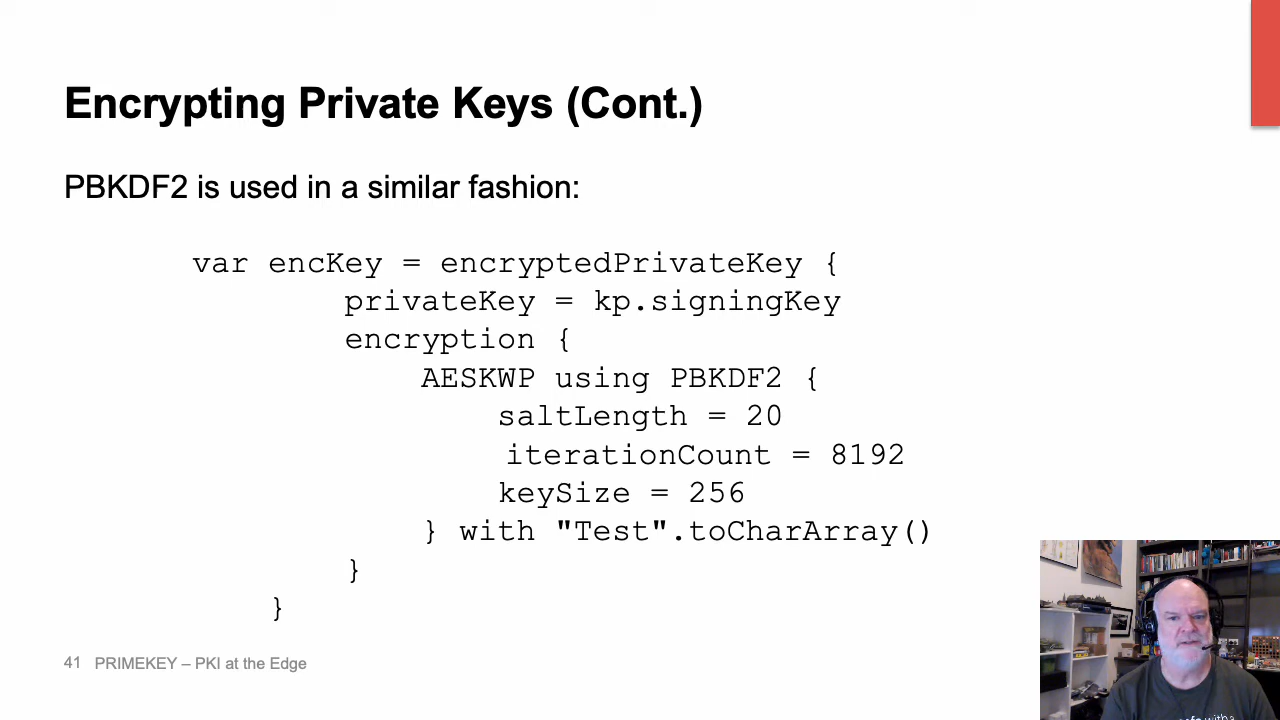 Encrypting Private Keys (Cont.)
PBKDF2 is used in a similar fashion:
var encKey = encryptedPrivateKey {
privateKey = kp.signingKey
encryption {
AESKWP using PBKDF2 {
saltLength = 20
iterationCount = 8192
keySize = 256
} with "Test".toCharArray()
}
}
41 PRIMEKEY – PKI at the Edge